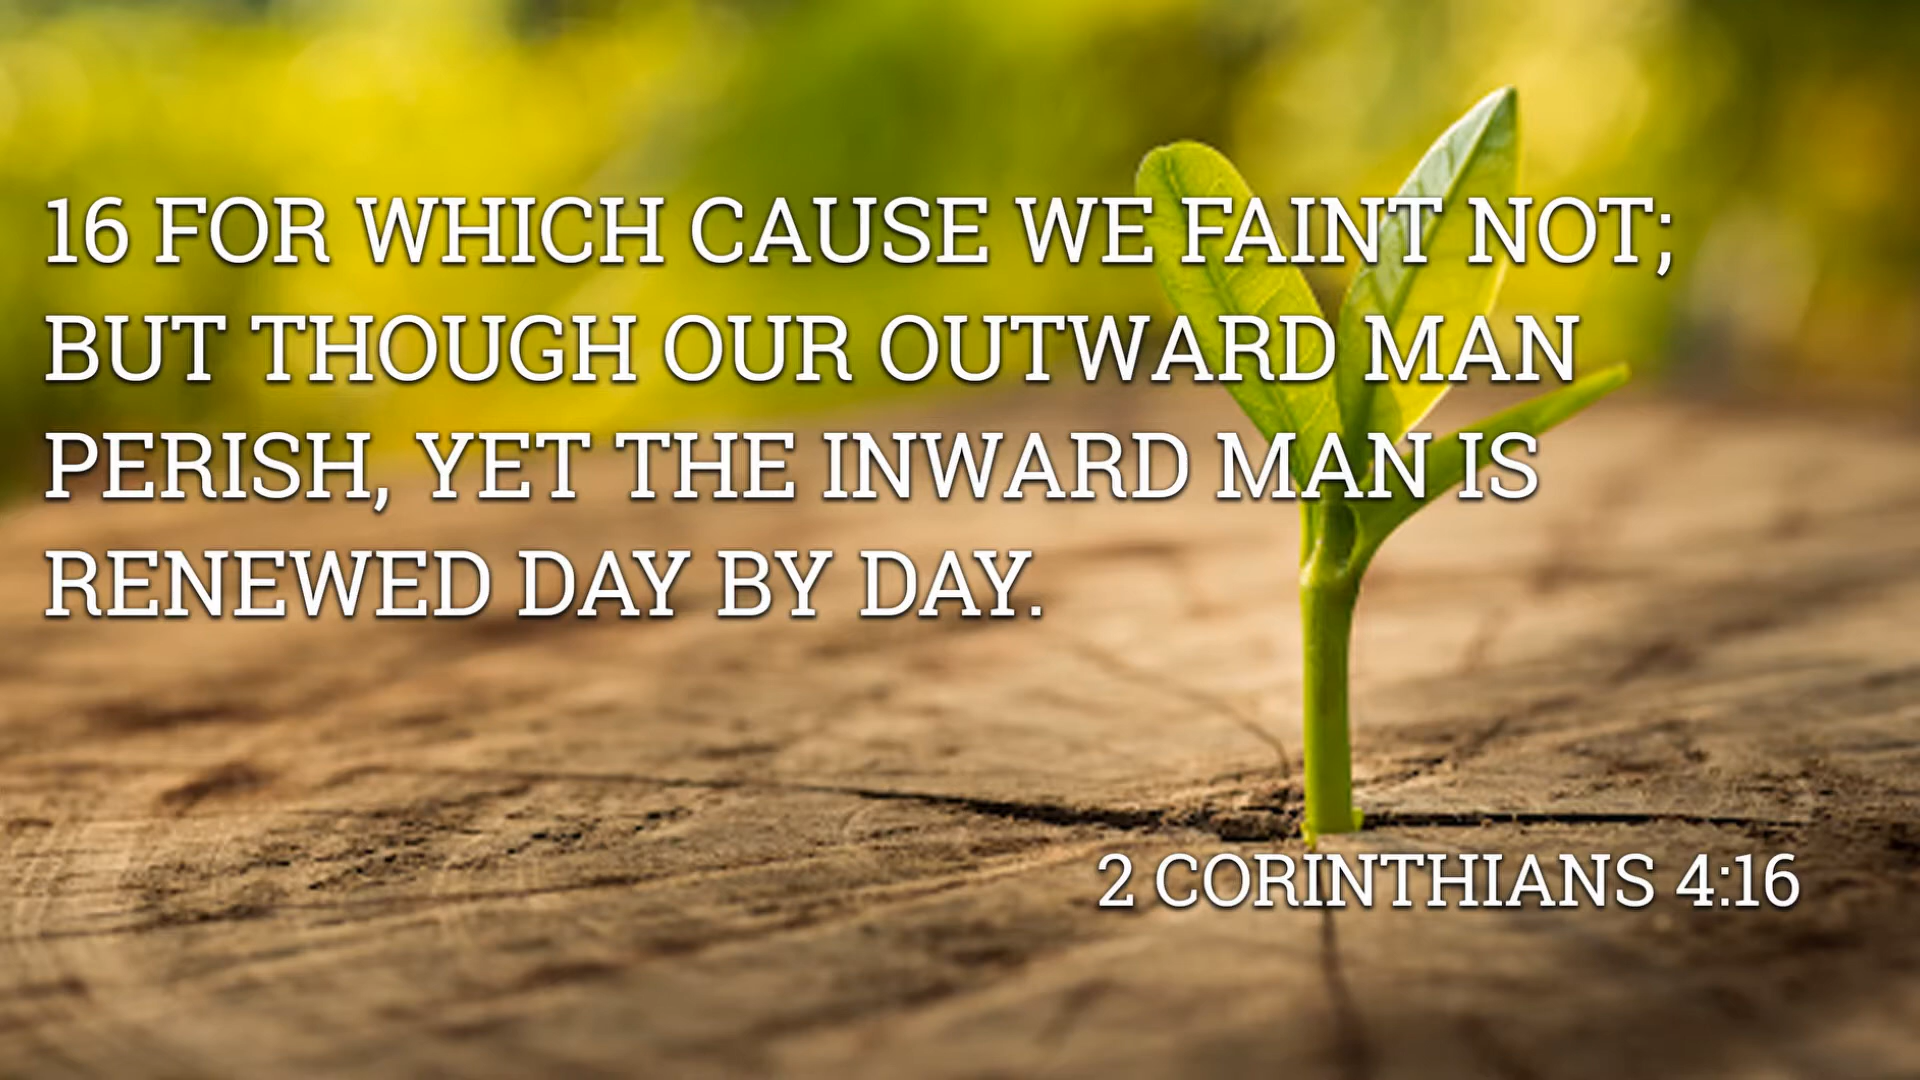 16 FOR WHICH CAUSE WE FAINT NOT;
BUT THOUGH OUR OUTWARD MAN
PERISH, YET THE INWARD MAN IS
RENEWED DAY BY DAY.
2 CORINTHIANS 4:16